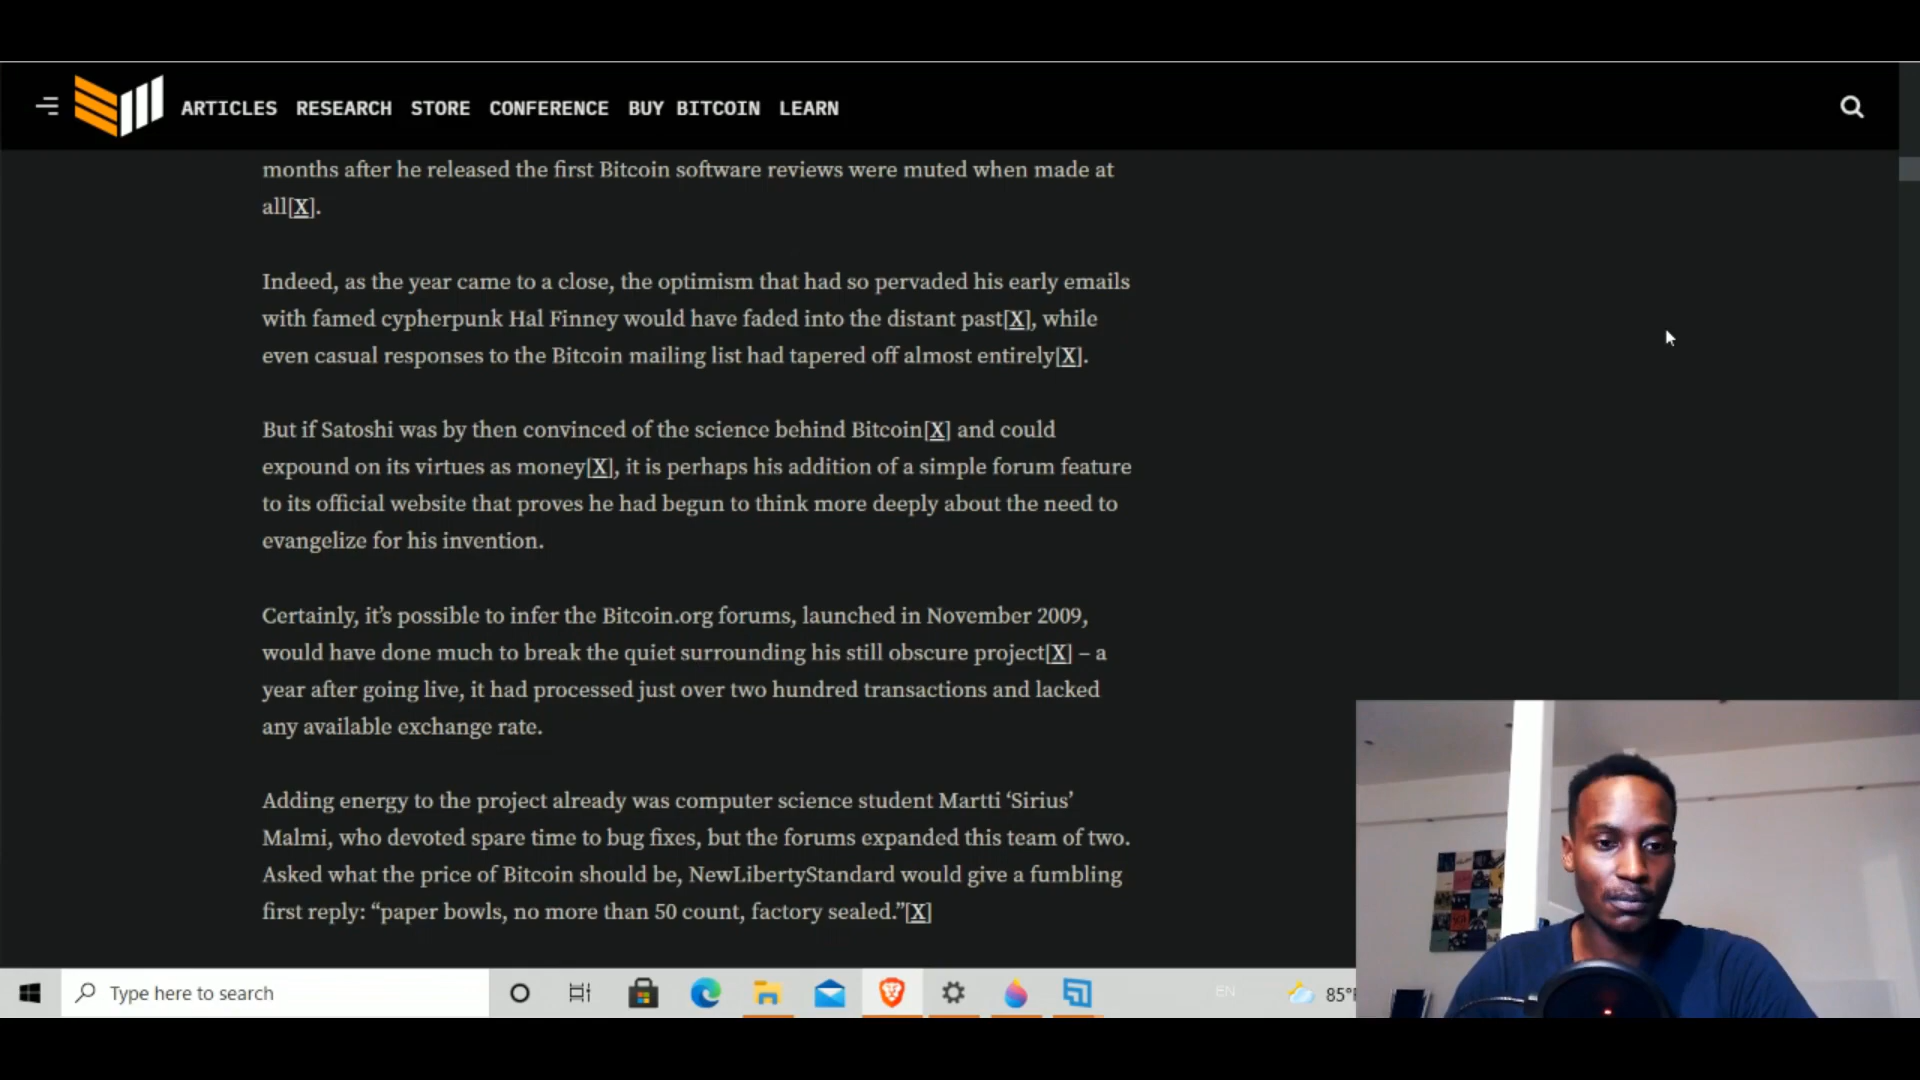 ARTICLES RESEARCH STORE CONFERENCE BUY BITCOIN LEARN
months after he released the first Bitcoin software reviews were muted when made at
all[X].
Indeed, as the year came to a close, the optimism that had so pervaded his early emails
with famed cypherpunk Hal Finney would have faded into the distant past[X], while
even casual responses to the Bitcoin mailing list had tapered off almost entirely[X].
But if Satoshi was by then convinced of the science behind Bitcoin[X] and could
expound on its virtues as money[X], it is perhaps his addition of a simple forum feature
to its official website that proves he had begun to think more deeply about the need to
evangelize for his invention.
Certainly, it’s possible to infer the Bitcoin.org forums, launched in November 2009,
would have done much to break the quiet surrounding his still obscure project[X] – a
year after going live, it had processed just over two hundred transactions and lacked
any available exchange rate.
Adding energy to the project already was computer science student Martti ‘Sirius’
Malmi, who devoted spare time to bug fixes, but the forums expanded this team of two.
Asked what the price of Bitcoin should be, NewLibertyStandard would give a fumbling
first reply: “paper bowls, no more than 50 count, factory sealed.”[X]
Type here to search
EN
85°F